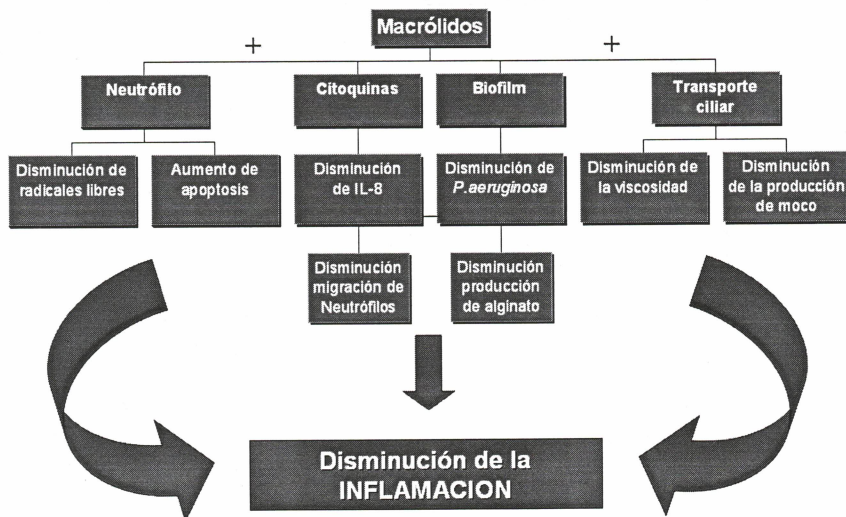 Macrólidos
+
+
Neutrófilo
Citoquinas
Biofilm
Transporte
ciliar
Disminución de
radicales libres
Aumento de
apoptosis
Disminución
de IL-8
Disminución de
P.aeruginosa
Disminución de
la viscosidad
Disminución
de la producción
de moco
Disminución
migración de
Neutrófilos
Disminución
producción
de alginato
Disminución de la
INFLAMACION